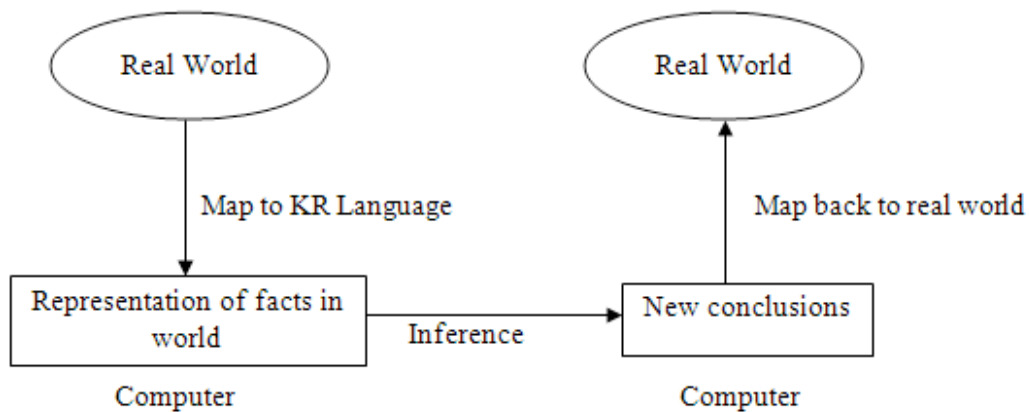 Real World
Real World
Map to KR Language
Map back to real world
Representation of facts in
world
Inference
New conclusions
Computer
Computer